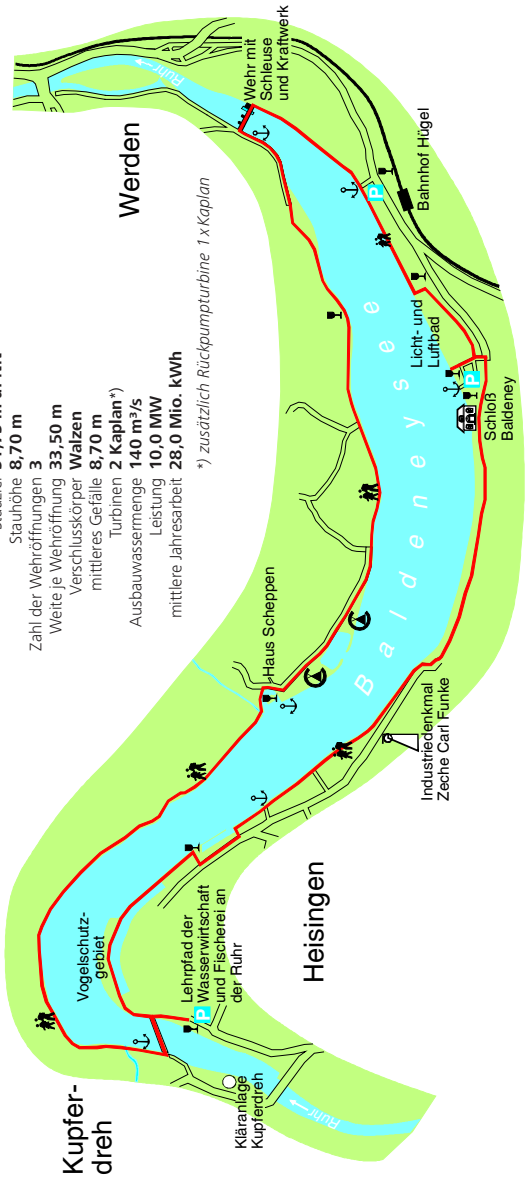 Stauhöhe 8,70 m
Zahl der Wehröffnungen 3
Weite je Wehröffnung 33,50 m
Verschlusskörper Walzen
mittleres Gefälle 8,70 m
Turbinen 2 Kaplan*)
Ausbauwassermenge 140 m³/s
Leistung 10,0 MW
mittlere Jahresarbeit 28,0 Mio. kWh
*) zusätzlich Rückpumpturbine 1 x Kaplan
Kupfer-
dreh
Werden
Ruhr
Wehr mit
Schleuse
und Kraftwerk
Vogelschutz-
gebiet
Haus Scheppen
Baldeneysee
Bahnhof Hügel
P
Licht- und
Luftbad
P
Schloß
Baldeney
Industriedenkmal
Zeche Carl Funke
Heisingen
Lehrpfad der
Wasserwirtschaft
und Fischerei an
der Ruhr
P
Kläranlage
Kupferdreh
Ruhr